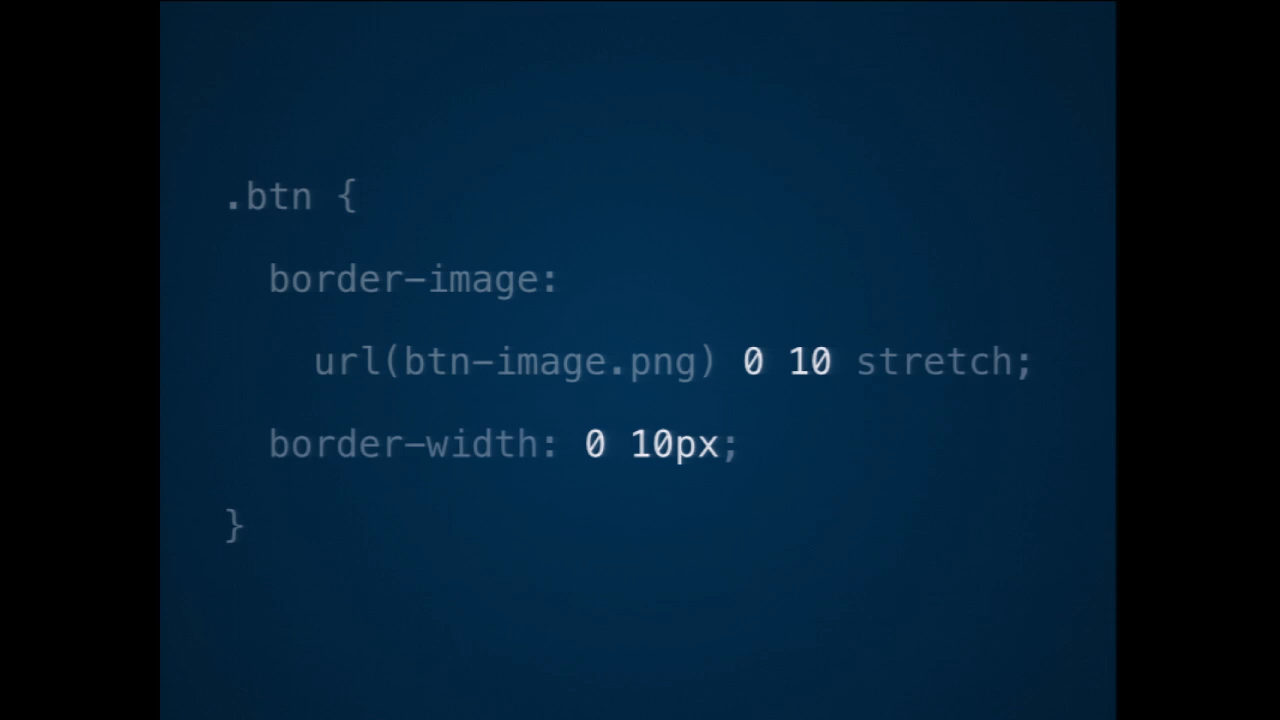 .btn {
border-image:
url(btn-image.png) 0 10 stretch;
border-width: 0 10px;
}